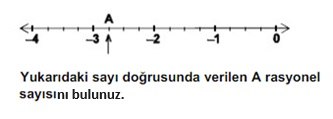 A
-4 -3 -2 -1 0
Yukarıdaki sayı doğrusunda verilen A rasyonel
sayısını bulunuz.